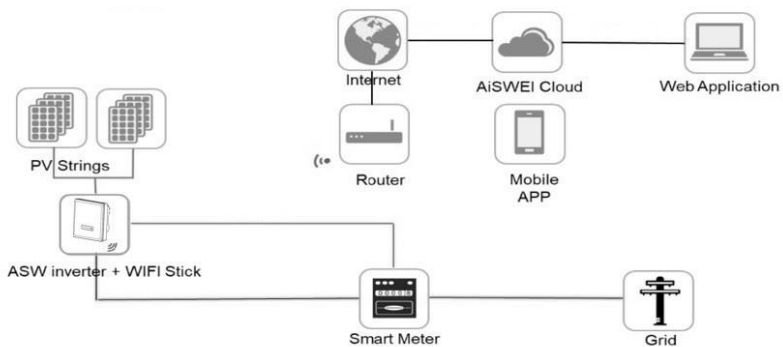 Internet
AiSWEI Cloud
Web Application
PV Strings
Router
Mobile
APP
ASW inverter + WIFI Stick
Smart Meter
Grid